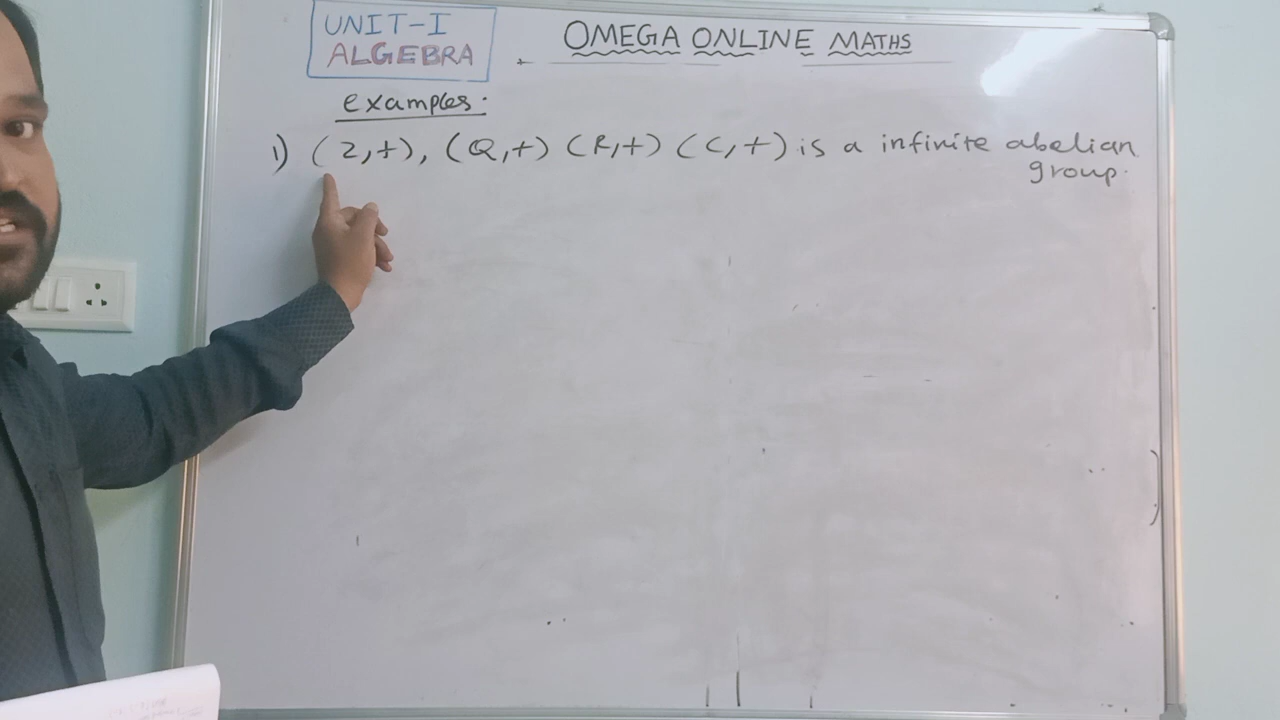 UNIT-I
ALGEBRA
OMEGA ONLINE MATHS
examples.
1) (Z,+), (Q,+) (R,+) (C,+) is a infinite abelian
group.